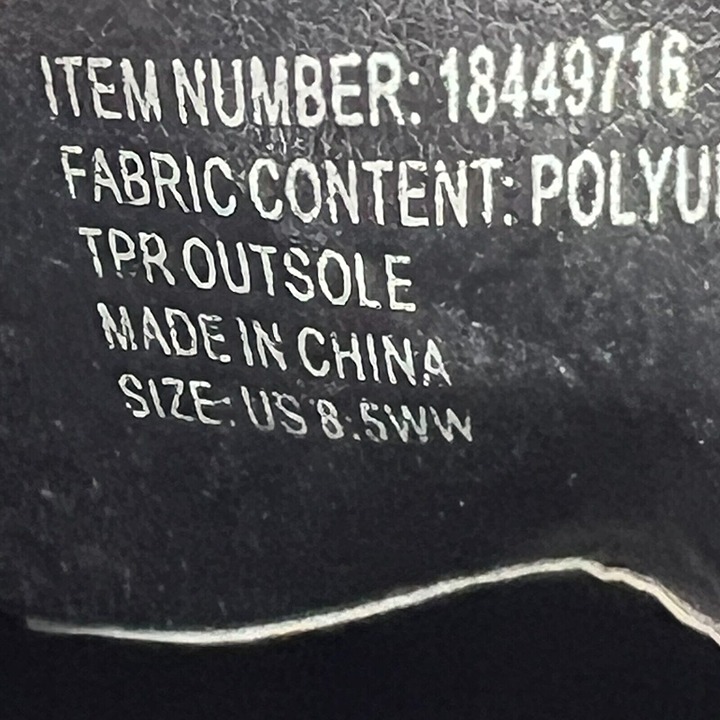 ITEM NUMBER: 18449716
FABRIC CONTENT: POLYU
TPR OUTSOLE
MADE IN CHINA
SIZE: US 8.5WW